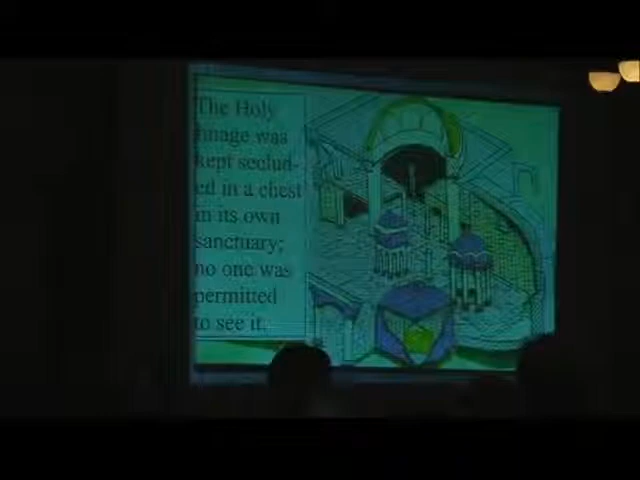 The Holy
Image was
kept seclud-
ed in a chest
in its own
sanctuary;
no one was
permitted
to see it.